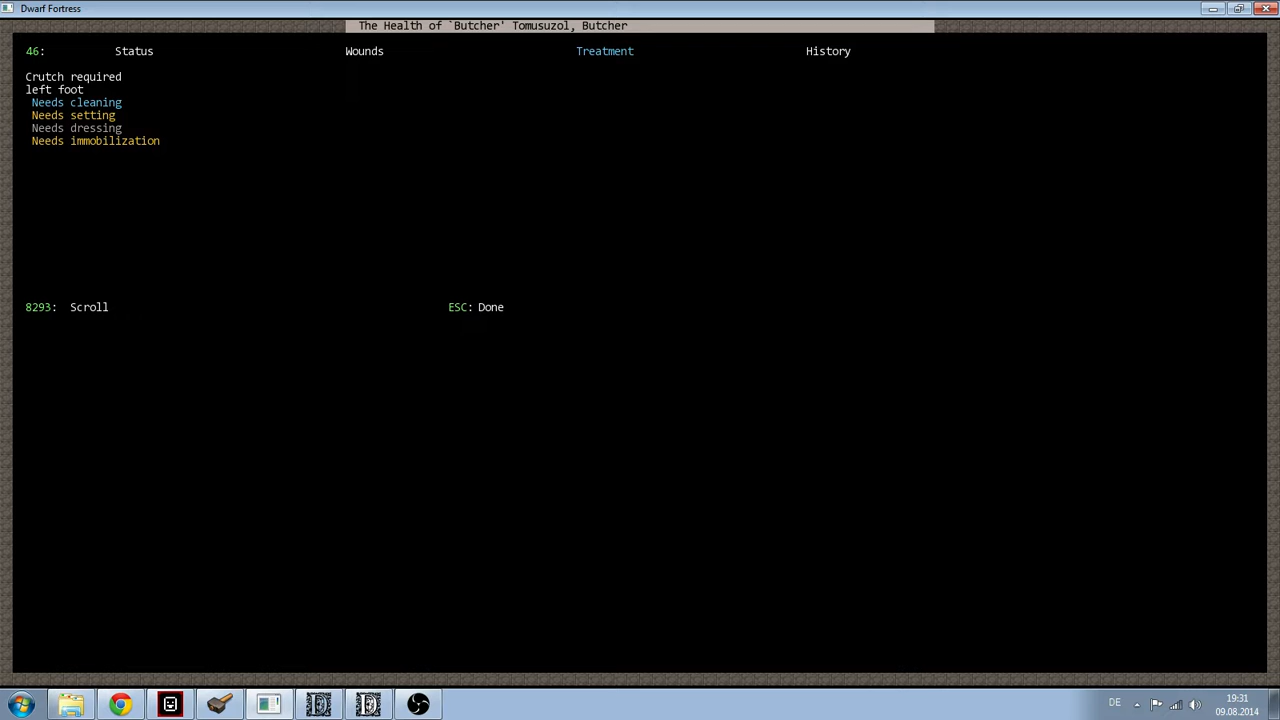 Dwarf Fortress
The Health of `Butcher' Tomusuzol, Butcher
46: Status Wounds Treatment History
Crutch required
left foot
Needs cleaning
Needs setting
Needs dressing
Needs immobilization
8293: Scroll ESC: Done
DE
19:31
09.08.2014